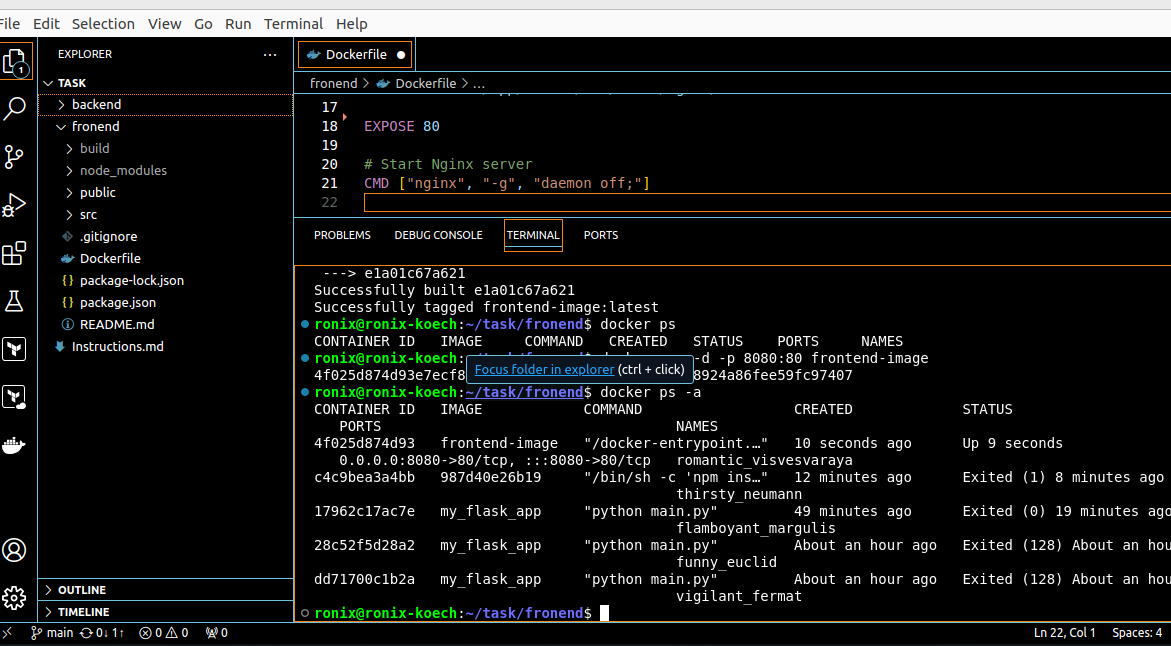 File Edit Selection View Go Run Terminal Help
EXPLORER ...
Dockerfile
TASK
backend
fronend
build
node_modules
public
src
.gitignore
Dockerfile
package-lock.json
package.json
README.md
Instructions.md
OUTLINE
TIMELINE
1
fronend > Dockerfile > ...
17
18 EXPOSE 80
19
20 # Start Nginx server
21 CMD ["nginx", "-g", "daemon off;"]
22
PROBLEMS DEBUG CONSOLE TERMINAL PORTS
---> e1a01c67a621
Successfully built e1a01c67a621
Successfully tagged frontend-image:latest
ronix@ronix-koech:~/task/fronend$ docker ps
CONTAINER ID IMAGE COMMAND CREATED STATUS PORTS NAMES
ronix@ronix-koech: -d -p 8080:80 frontend-image
4f025d874d93e7ecf8 8924a86fee59fc97407
Focus folder in explorer (ctrl + click)
ronix@ronix-koech:~/task/fronend$ docker ps -a
CONTAINER ID IMAGE COMMAND CREATED STATUS
PORTS NAMES
4f025d874d93 frontend-image "/docker-entrypoint.…" 10 seconds ago Up 9 seconds
0.0.0.0:8080->80/tcp, :::8080->80/tcp romantic_visvesvaraya
c4c9bea3a4bb 987d40e26b19 "/bin/sh -c 'npm ins…" 12 minutes ago Exited (1) 8 minutes ago
thirsty_neumann
17962c17ac7e my_flask_app "python main.py" 49 minutes ago Exited (0) 19 minutes ago
flamboyant_margulis
28c52f5d28a2 my_flask_app "python main.py" About an hour ago Exited (128) About an hou
funny_euclid
dd71700c1b2a my_flask_app "python main.py" About an hour ago Exited (128) About an hou
vigilant_fermat
ronix@ronix-koech:~/task/fronend$
main 0↓ 1↑ 0 0 0 Ln 22, Col 1 Spaces: 4